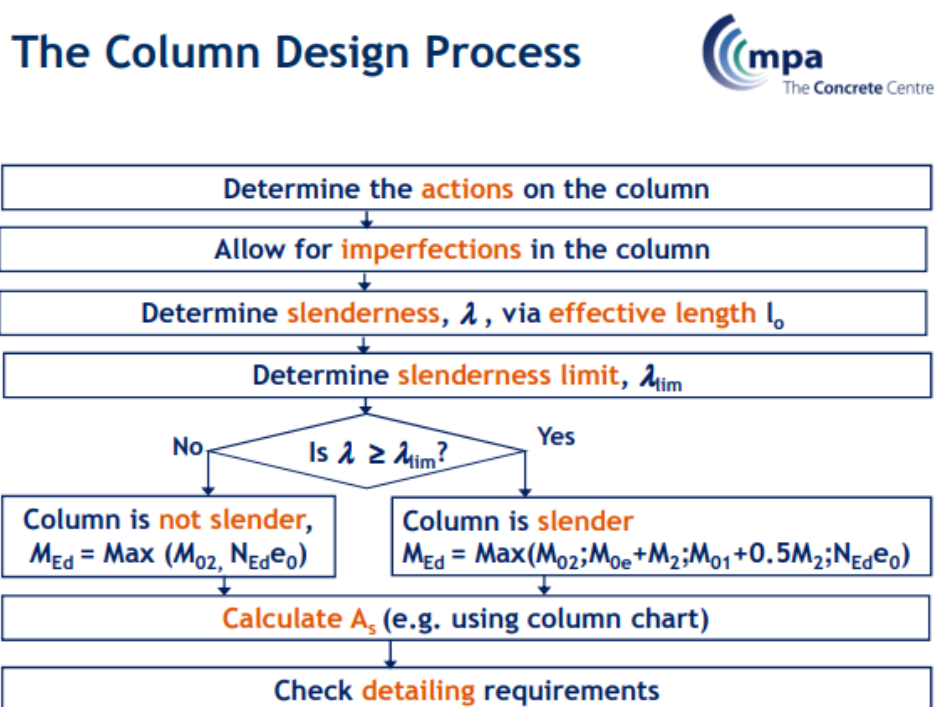 The Column Design Process
mpa
The Concrete Centre
Determine the actions on the column
Allow for imperfections in the column
Determine slenderness, λ , via effective length lo
Determine slenderness limit, λlim
No
Is λ ≥ λlim?
Yes
Column is not slender,
MEd = Max (M02, NEde0)
Column is slender
MEd = Max(M02;M0e+M2;M01+0.5M2;NEde0)
Calculate As (e.g. using column chart)
Check detailing requirements